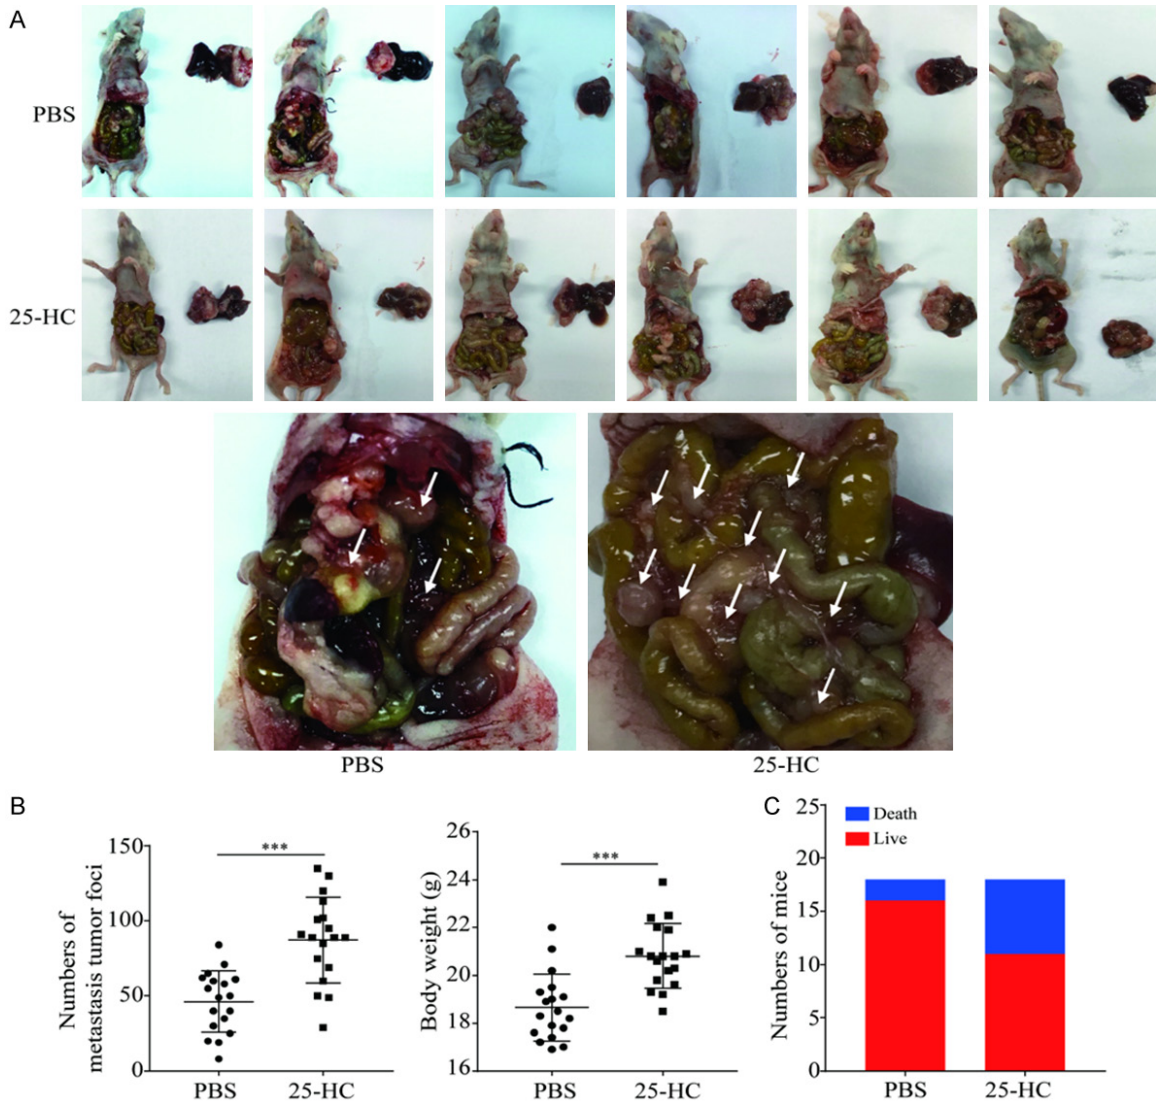 A
PBS
25-HC
PBS
25-HC
B
Numbers of
metastasis tumor foci
150
100
50
0
***
PBS
25-HC
Body weight (g)
26
24
22
20
18
16
***
PBS
25-HC
C
Numbers of mice
25
20
15
10
5
0
Death
Live
PBS
25-HC